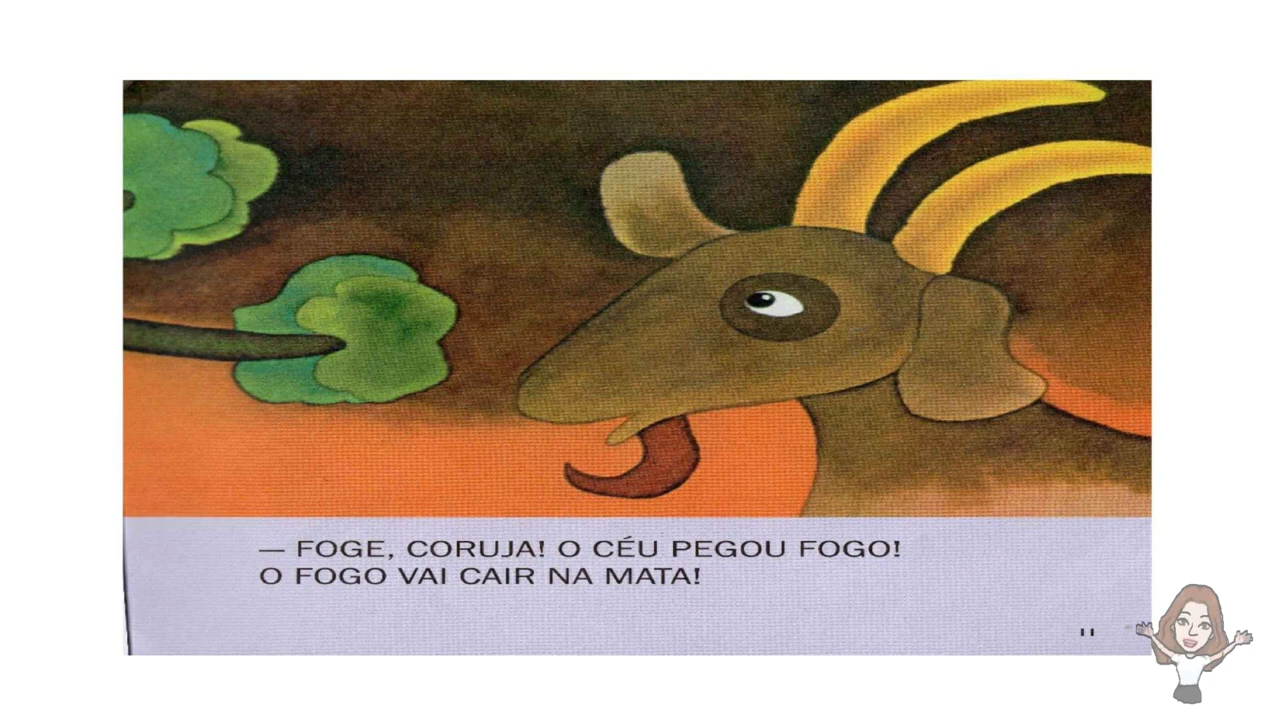 — FOGE, CORUJA! O CÉU PEGOU FOGO!
O FOGO VAI CAIR NA MATA!
11